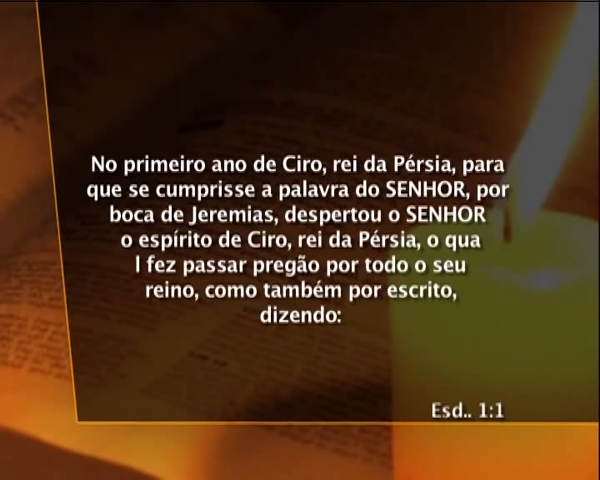 No primeiro ano de Ciro, rei da Pérsia, para
que se cumprisse a palavra do SENHOR, por
boca de Jeremias, despertou o SENHOR
o espírito de Ciro, rei da Pérsia, o qua
l fez passar pregão por todo o seu
reino, como também por escrito,
dizendo:
Esd.. 1:1